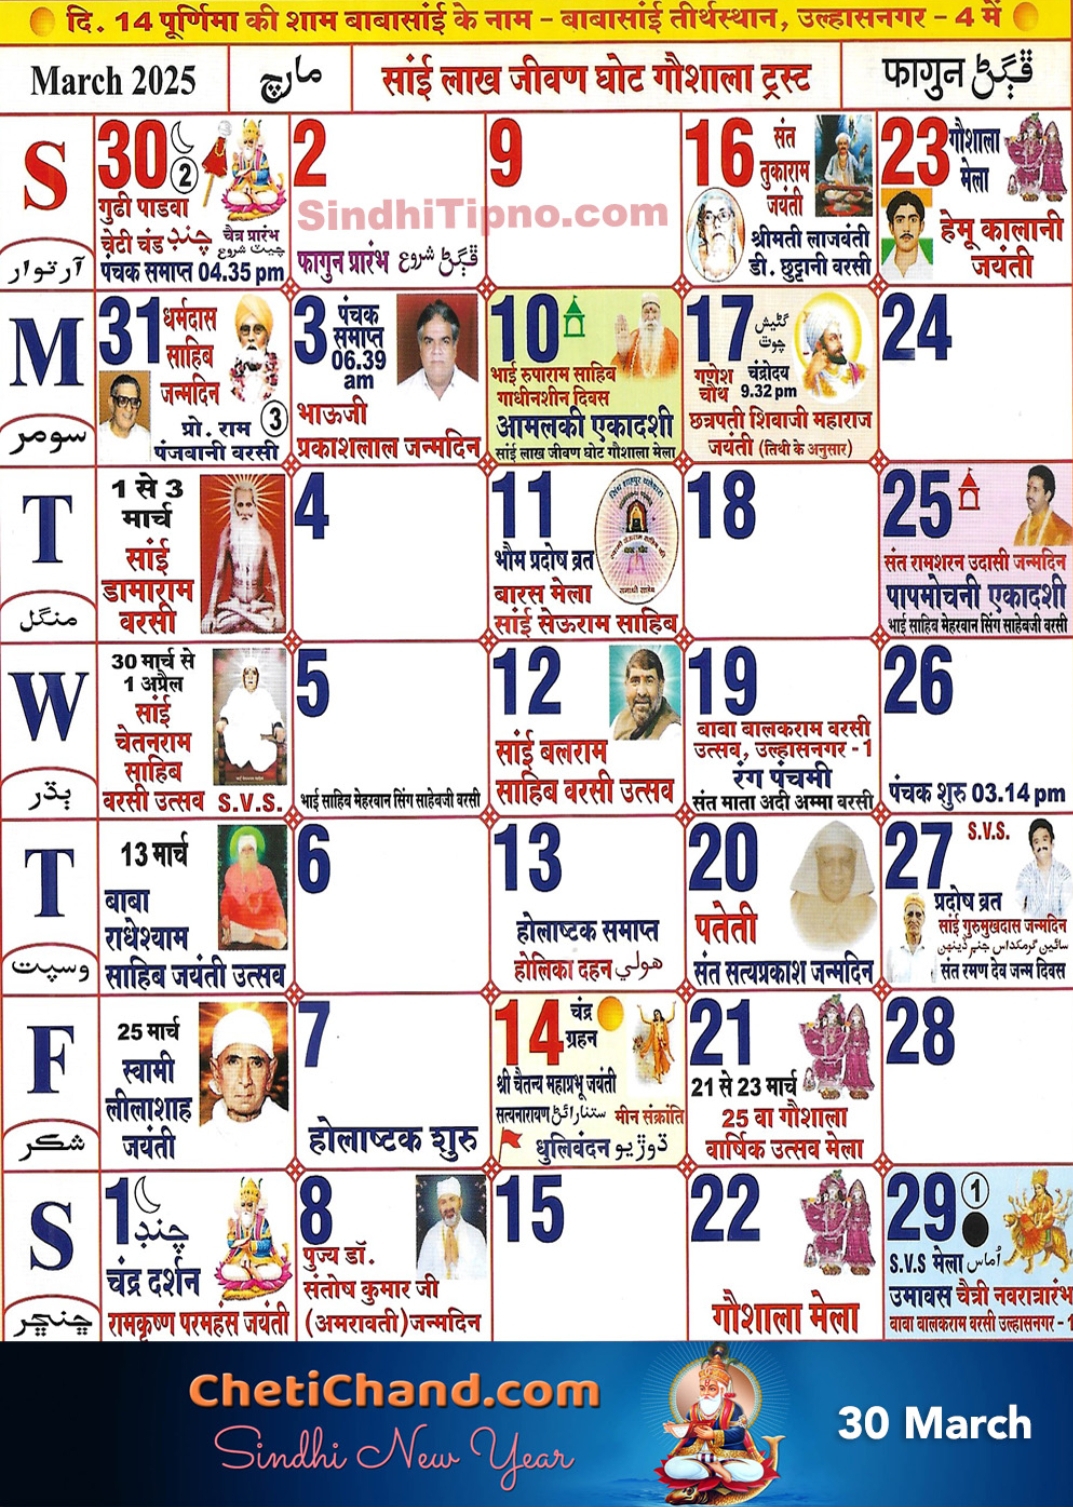 दि. 14 पूर्णिमा की शाम बाबासांई के नाम - बाबासांई तीर्थस्थान, उल्हासनगर - 4 में
March 2025 مارچ सांई लाख जीवण घोट गौशाला ट्रस्ट फागुन ڦڳڻ
S
آرتوار
30 2
गुढी पाडवा
चेटी चंड چنڊ चैत्र प्रारंभ
چيٽ شروع
पंचक समाप्त 04.35 pm
2
SindhiTipno.com
फागुन प्रारंभ ڦڳڻ شروع
9
16 संत
तुकाराम
जयंती
श्रीमती लाजवंती
डी. छुट्टानी वरसी
23 गौशाला
मेला
हेमू कालानी
जयंती
M
سومر
31 धर्मदास
साहिब
जन्मदिन
3
प्रो. राम
पंजवानी वरसी
3 पंचक
समाप्त
06.39
am
भाऊजी
प्रकाशलाल जन्मदिन
10
भाई रुपाराम साहिब
गाधीनशीन दिवस
आमलकी एकादशी
सांई लाख जीवण घोट गौशाला मेला
17 گڻيش
چوٿ
गणेश चंद्रोदय
चौथ 9.32 pm
छत्रपती शिवाजी महाराज
जयंती (तिथी के अनुसार)
24
T
منگل
1 से 3
मार्च
सांई
डामाराम
वरसी
4
11
भौम प्रदोष व्रत
बारस मेला
सांई सेऊराम साहिब
18
25
संत रामशरन उदासी जन्मदिन
पापमोचनी एकादशी
भाई साहिब मेहरवान सिंग साहेबजी वरसी
W
ٻڌر
30 मार्च से
1 अप्रैल
सांई
चेतनराम
साहिब
वरसी उत्सव S.V.S.
5
भाई साहिब मेहरवान सिंग साहेबजी वरसी
12
सांई बलराम
साहिब वरसी उत्सव
19
बाबा बालकराम वरसी
उत्सव, उल्हासनगर - 1
रंग पंचमी
संत माता अदी अम्मा वरसी
26
पंचक शुरु 03.14 pm
T
وسپت
13 मार्च
बाबा
राधेश्याम
साहिब जयंती उत्सव
6
13
होलाष्टक समाप्त
होलिका दहन هولي
20
पतेती
संत सत्यप्रकाश जन्मदिन
27 S.V.S.
प्रदोष व्रत
सांई गुरुमुखदास जन्मदिन
سائين گرمکداس جنم ڏينهن
संत रमण देव जन्म दिवस
F
شڪر
25 मार्च
स्वामी
लीलाशाह
जयंती
7
होलाष्टक शुरु
14 चंद्र
ग्रहन
श्री चैतन्य महाप्रभू जयंती
सत्यनारायण ستنارائڻ मीन संक्रांति
धुलिवंदन ڌوڙيو
21
21 से 23 मार्च
25 वा गौशाला
वार्षिक उत्सव मेला
28
S
ڇنڇر
1 چنڊ
चंद्र दर्शन
रामकृष्ण परमहंस जयंती
8
पुज्य डॉ.
संतोष कुमार जी
(अमरावती) जन्मदिन
15
22
गौशाला मेला
29 1
S.V.S मेला اُماس
उमावस चैत्री नवरात्रारंभ
बाबा बालकराम वरसी उल्हासनगर - 1
ChetiChand.com
Sindhi New Year
30 March